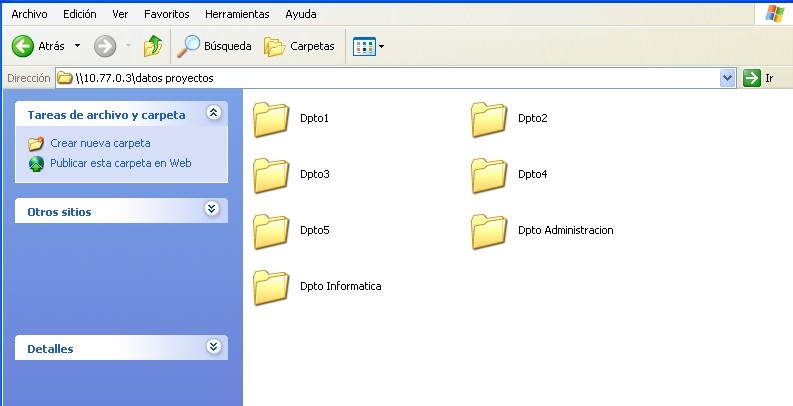 Archivo Edición Ver Favoritos Herramientas Ayuda
Atrás Búsqueda Carpetas
Dirección \\10.77.0.3\datos proyectos Ir
Tareas de archivo y carpeta
Crear nueva carpeta
Publicar esta carpeta en Web
Otros sitios
Detalles
Dpto1 Dpto2
Dpto3 Dpto4
Dpto5 Dpto Administracion
Dpto Informatica